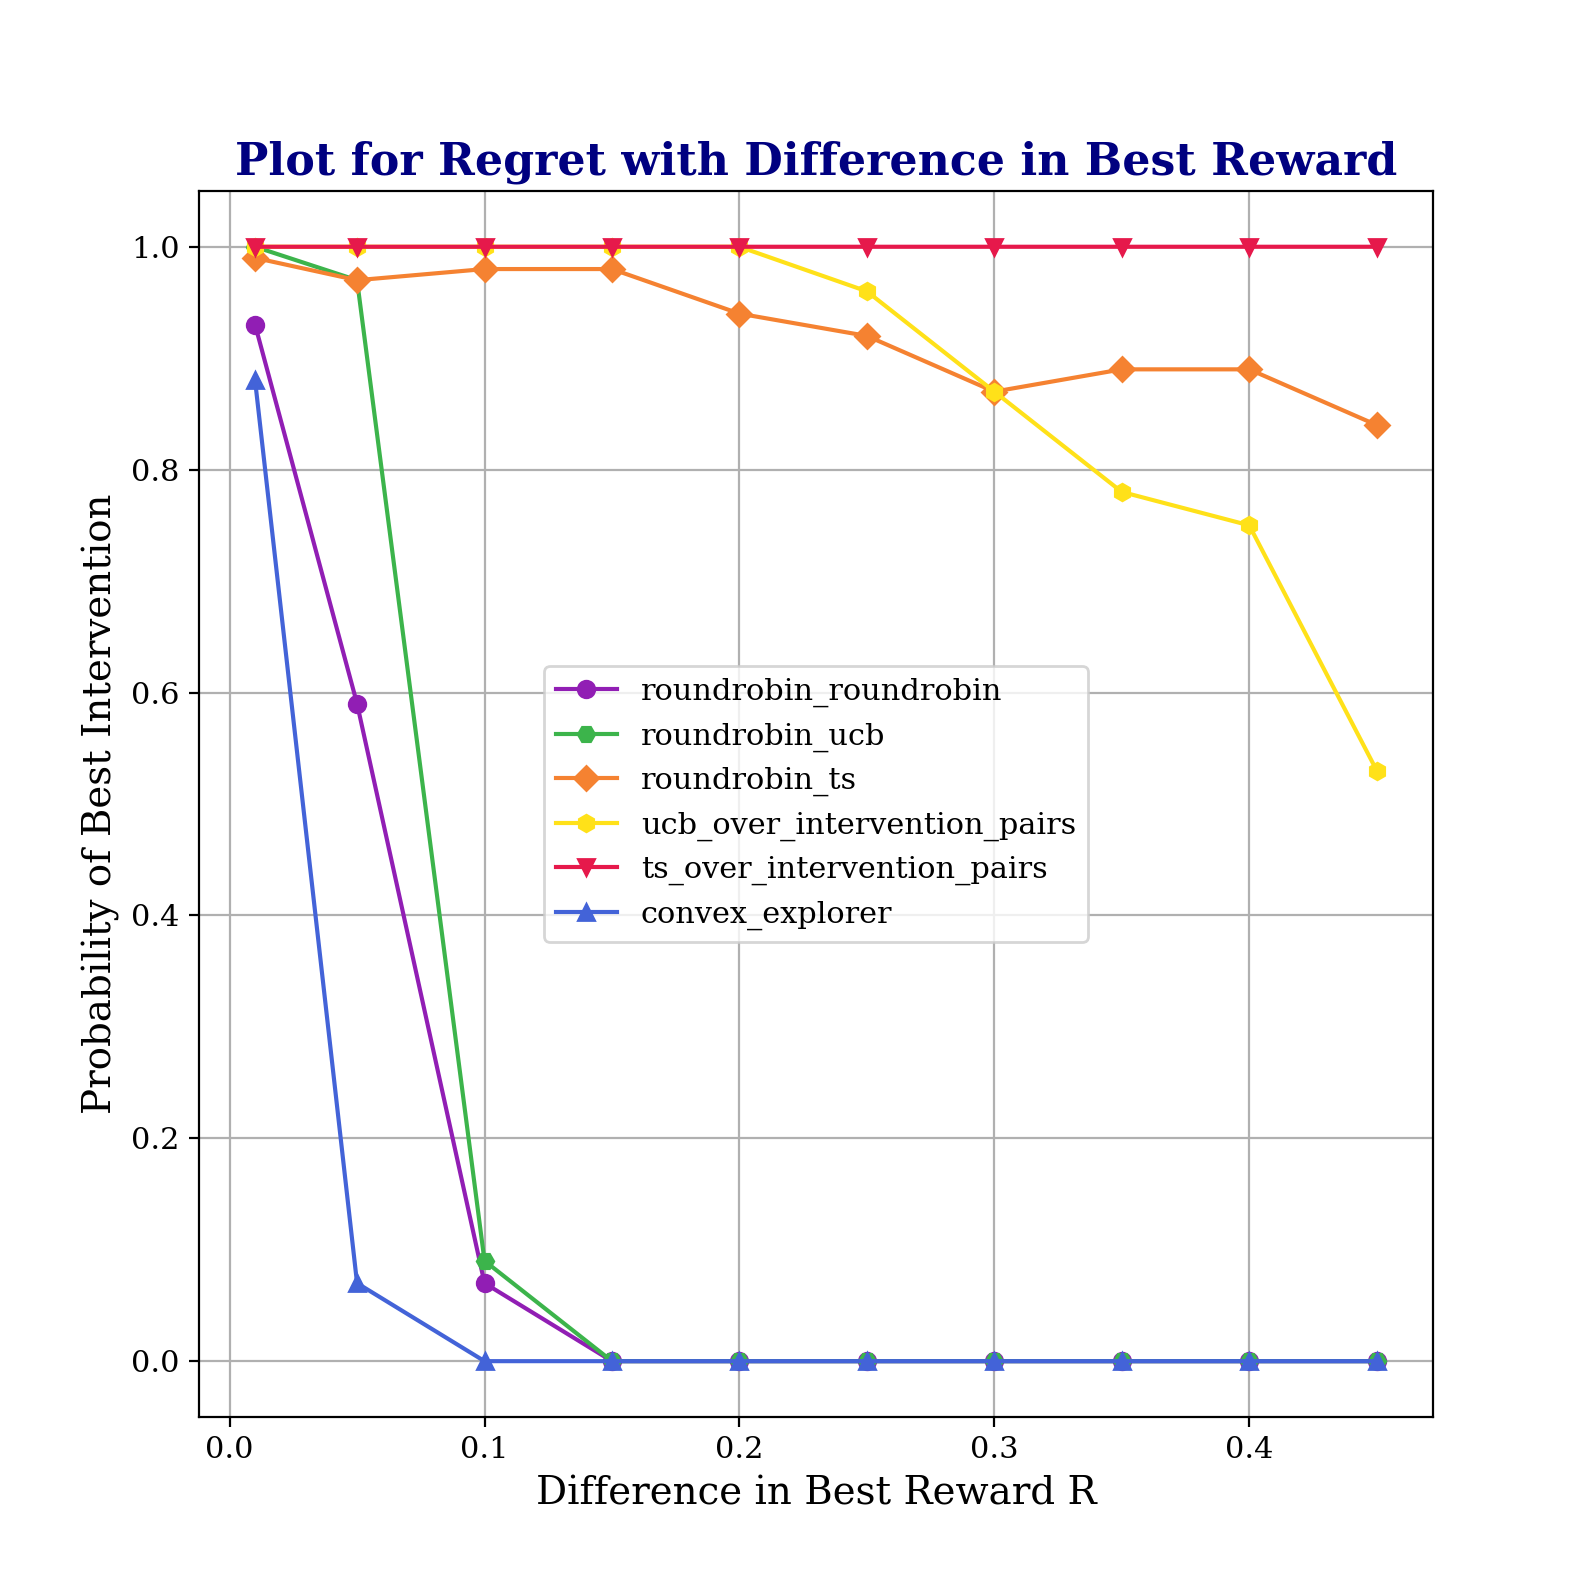 Plot for Regret with Difference in Best Reward
Probability of Best Intervention
1.0
0.8
0.6
0.4
0.2
0.0
roundrobin_roundrobin
roundrobin_ucb
roundrobin_ts
ucb_over_intervention_pairs
ts_over_intervention_pairs
convex_explorer
0.0 0.1 0.2 0.3 0.4
Difference in Best Reward R